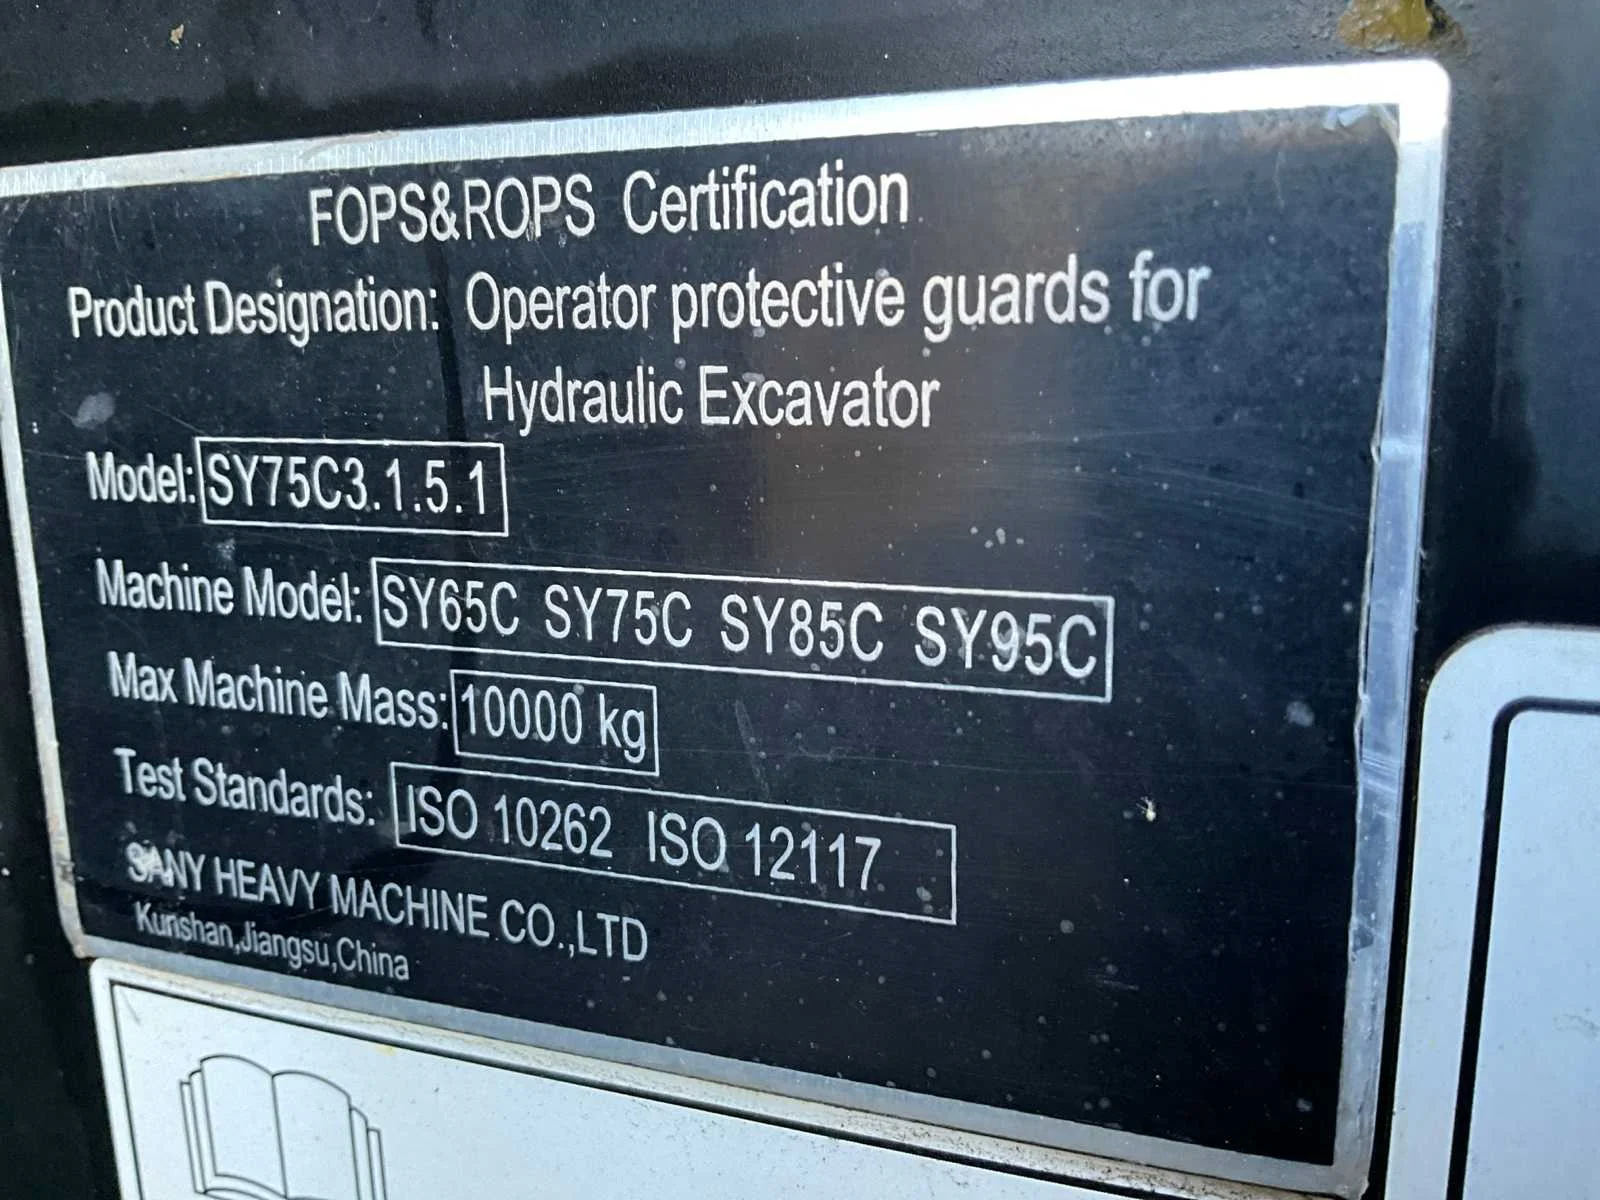 FOPS&ROPS Certification
Product Designation: Operator protective guards for
Hydraulic Excavator
Model: SY75C3.1.5.1
Machine Model: SY65C SY75C SY85C SY95C
Max Machine Mass: 10000 kg
Test Standards: ISO 10262 ISO 12117
SANY HEAVY MACHINE CO.,LTD
Kunshan,Jiangsu,China